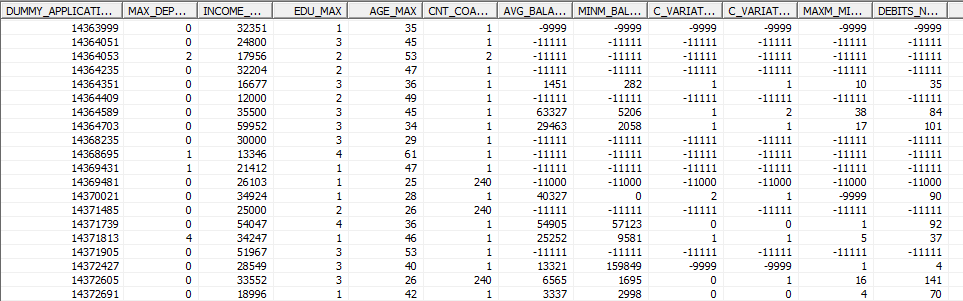 DUMMY_APPLICATI... MAX_DEP... INCOME_... EDU_MAX AGE_MAX CNT_COA... AVG_BALA... MINM_BAL... C_VARIAT... C_VARIAT... MAXM_MI... DEBITS_N...
14363999 0 32351 1 35 1 -9999 -9999 -9999 -9999 -9999 -9999
14364051 0 24800 3 45 1 -11111 -11111 -11111 -11111 -11111 -11111
14364053 2 17956 2 53 2 -11111 -11111 -11111 -11111 -11111 -11111
14364235 0 32204 2 47 1 -11111 -11111 -11111 -11111 -11111 -11111
14364351 0 16677 3 36 1 1451 282 1 1 10 35
14364409 0 12000 2 49 1 -11111 -11111 -11111 -11111 -11111 -11111
14364589 0 35500 3 45 1 63327 5206 1 2 38 84
14364703 0 59952 3 34 1 29463 2058 1 1 17 101
14368235 0 30000 3 29 1 -11111 -11111 -11111 -11111 -11111 -11111
14368695 1 13346 4 61 1 -11111 -11111 -11111 -11111 -11111 -11111
14369431 1 21412 1 47 1 -11111 -11111 -11111 -11111 -11111 -11111
14369481 0 26103 1 25 240 -11000 -11000 -11000 -11000 -11000 -11000
14370021 0 34924 1 28 1 40327 0 2 1 -9999 90
14371485 0 25000 2 26 240 -11111 -11111 -11111 -11111 -11111 -11111
14371739 0 54047 4 36 1 54905 57123 0 0 1 92
14371813 4 34247 1 46 1 25252 9581 1 1 5 37
14371905 0 51967 3 53 1 -11111 -11111 -11111 -11111 -11111 -11111
14372427 0 28549 3 40 1 13321 159849 -9999 -9999 1 4
14372605 0 33552 3 26 240 6565 1695 0 1 16 141
14372691 0 18996 1 42 1 3337 2998 0 0 4 70